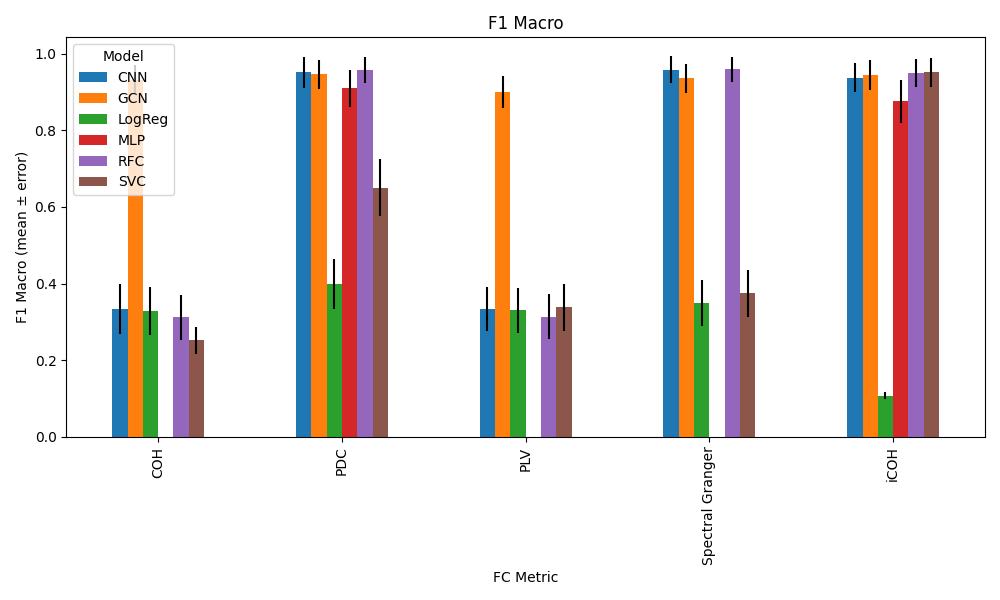 F1 Macro
Model
CNN
GCN
LogReg
MLP
RFC
SVC
F1 Macro (mean ± error)
1.0
0.8
0.6
0.4
0.2
0.0
COH
PDC
PLV
Spectral Granger
iCOH
FC Metric